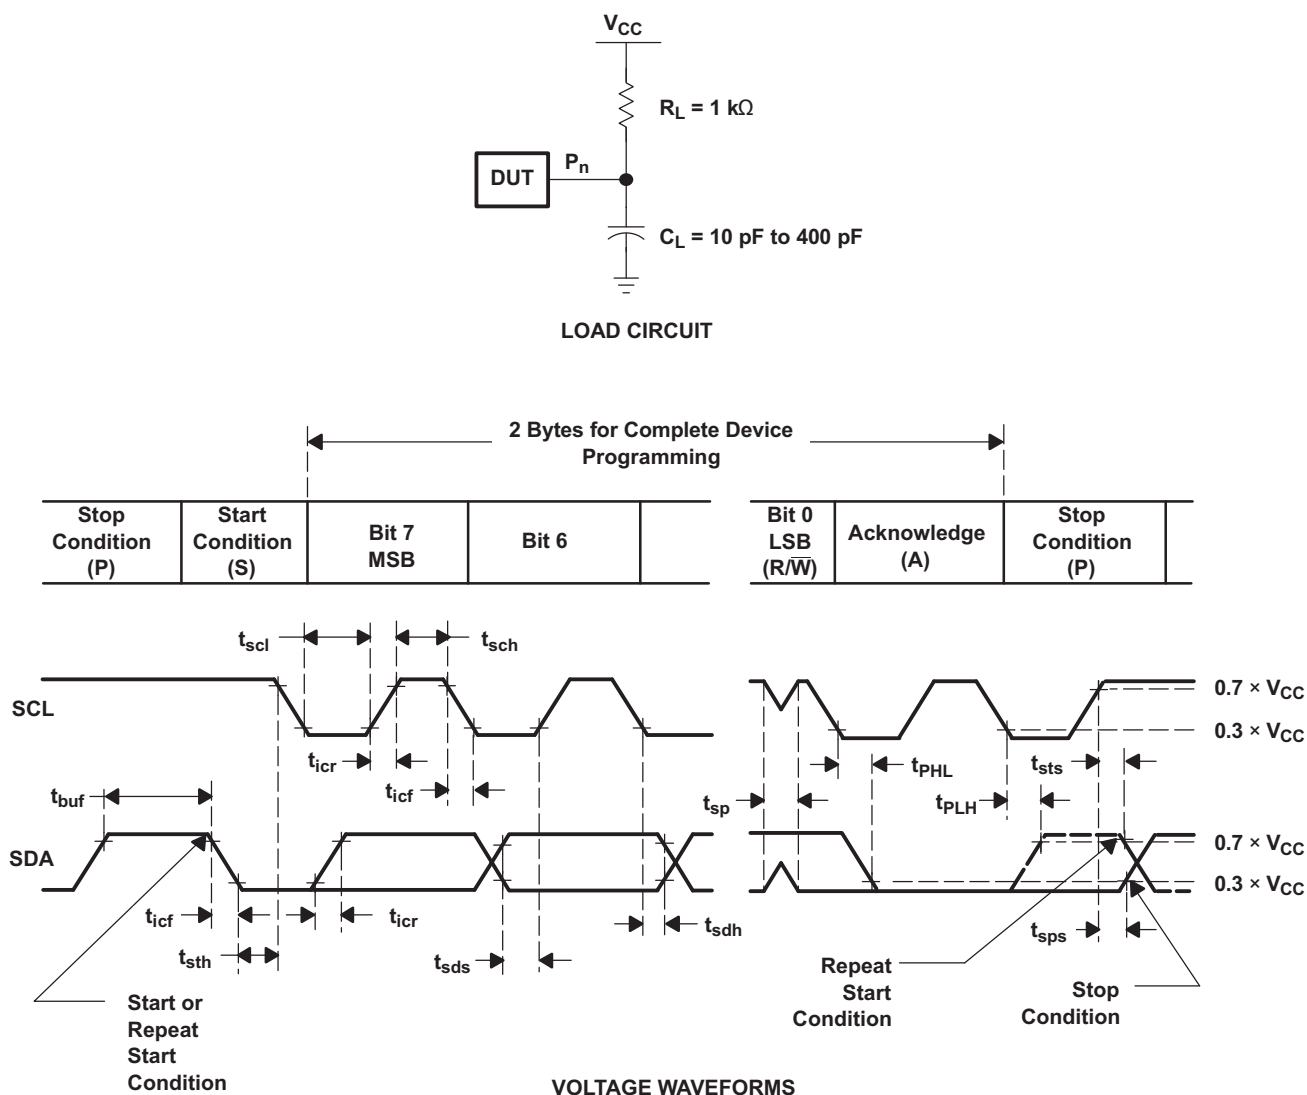 VCC
RL = 1 kΩ
DUT
Pn
CL = 10 pF to 400 pF
LOAD CIRCUIT
2 Bytes for Complete Device
Programming
Stop
Condition
(P)
Start
Condition
(S)
Bit 7
MSB
Bit 6
Bit 0
LSB
(R/W̅)
Acknowledge
(A)
Stop
Condition
(P)
tscl
tsch
SCL
0.7 × VCC
0.3 × VCC
ticr
ticf
tPHL
tsts
tbuf
tsp
tPLH
SDA
0.7 × VCC
0.3 × VCC
ticf
ticr
tsdh
tsps
tsth
tsds
Start or
Repeat
Start
Condition
Repeat
Start
Condition
Stop
Condition
VOLTAGE WAVEFORMS